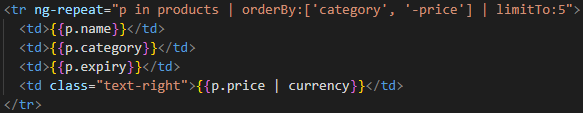 <tr ng-repeat="p in products | orderBy:['category', '-price'] | limitTo:5">
  <td>{{p.name}}</td>
  <td>{{p.category}}</td>
  <td>{{p.expiry}}</td>
  <td class="text-right">{{p.price | currency}}</td>
</tr>